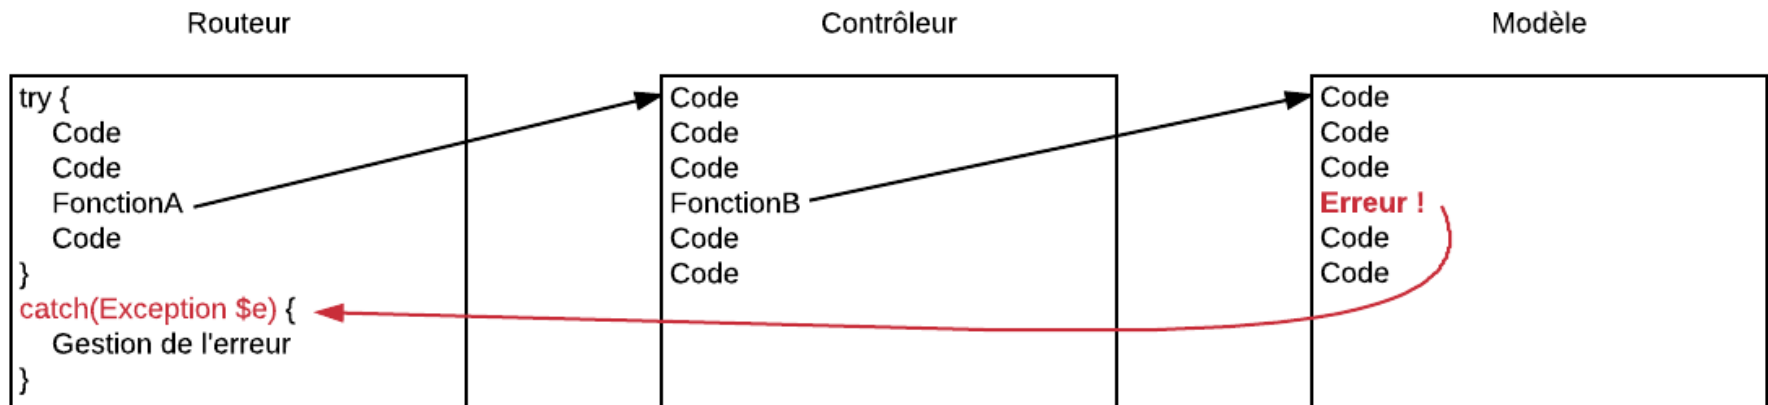 Routeur
Contrôleur
Modèle
try {
Code
Code
FonctionA
Code
}
catch(Exception $e) {
Gestion de l'erreur
}
Code
Code
Code
FonctionB
Code
Code
Code
Code
Code
Erreur !
Code
Code